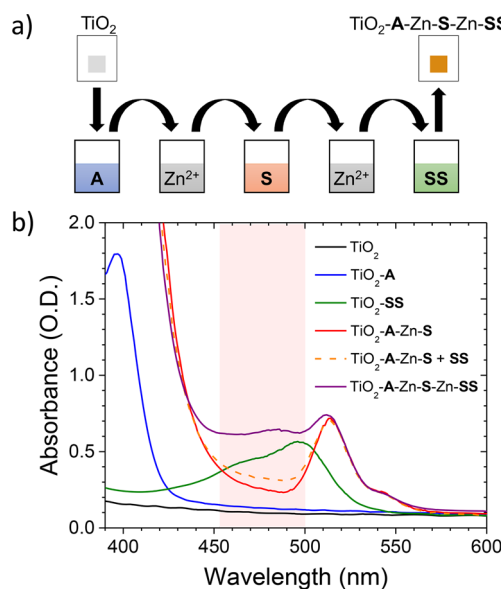 a)
TiO₂
TiO₂-A-Zn-S-Zn-SS
A
Zn²⁺
S
Zn²⁺
SS
b)
2.0
1.5
1.0
0.5
0.0
Absorbance (O.D.)
TiO₂
TiO₂-A
TiO₂-SS
TiO₂-A-Zn-S
TiO₂-A-Zn-S + SS
TiO₂-A-Zn-S-Zn-SS
400
450
500
550
600
Wavelength (nm)